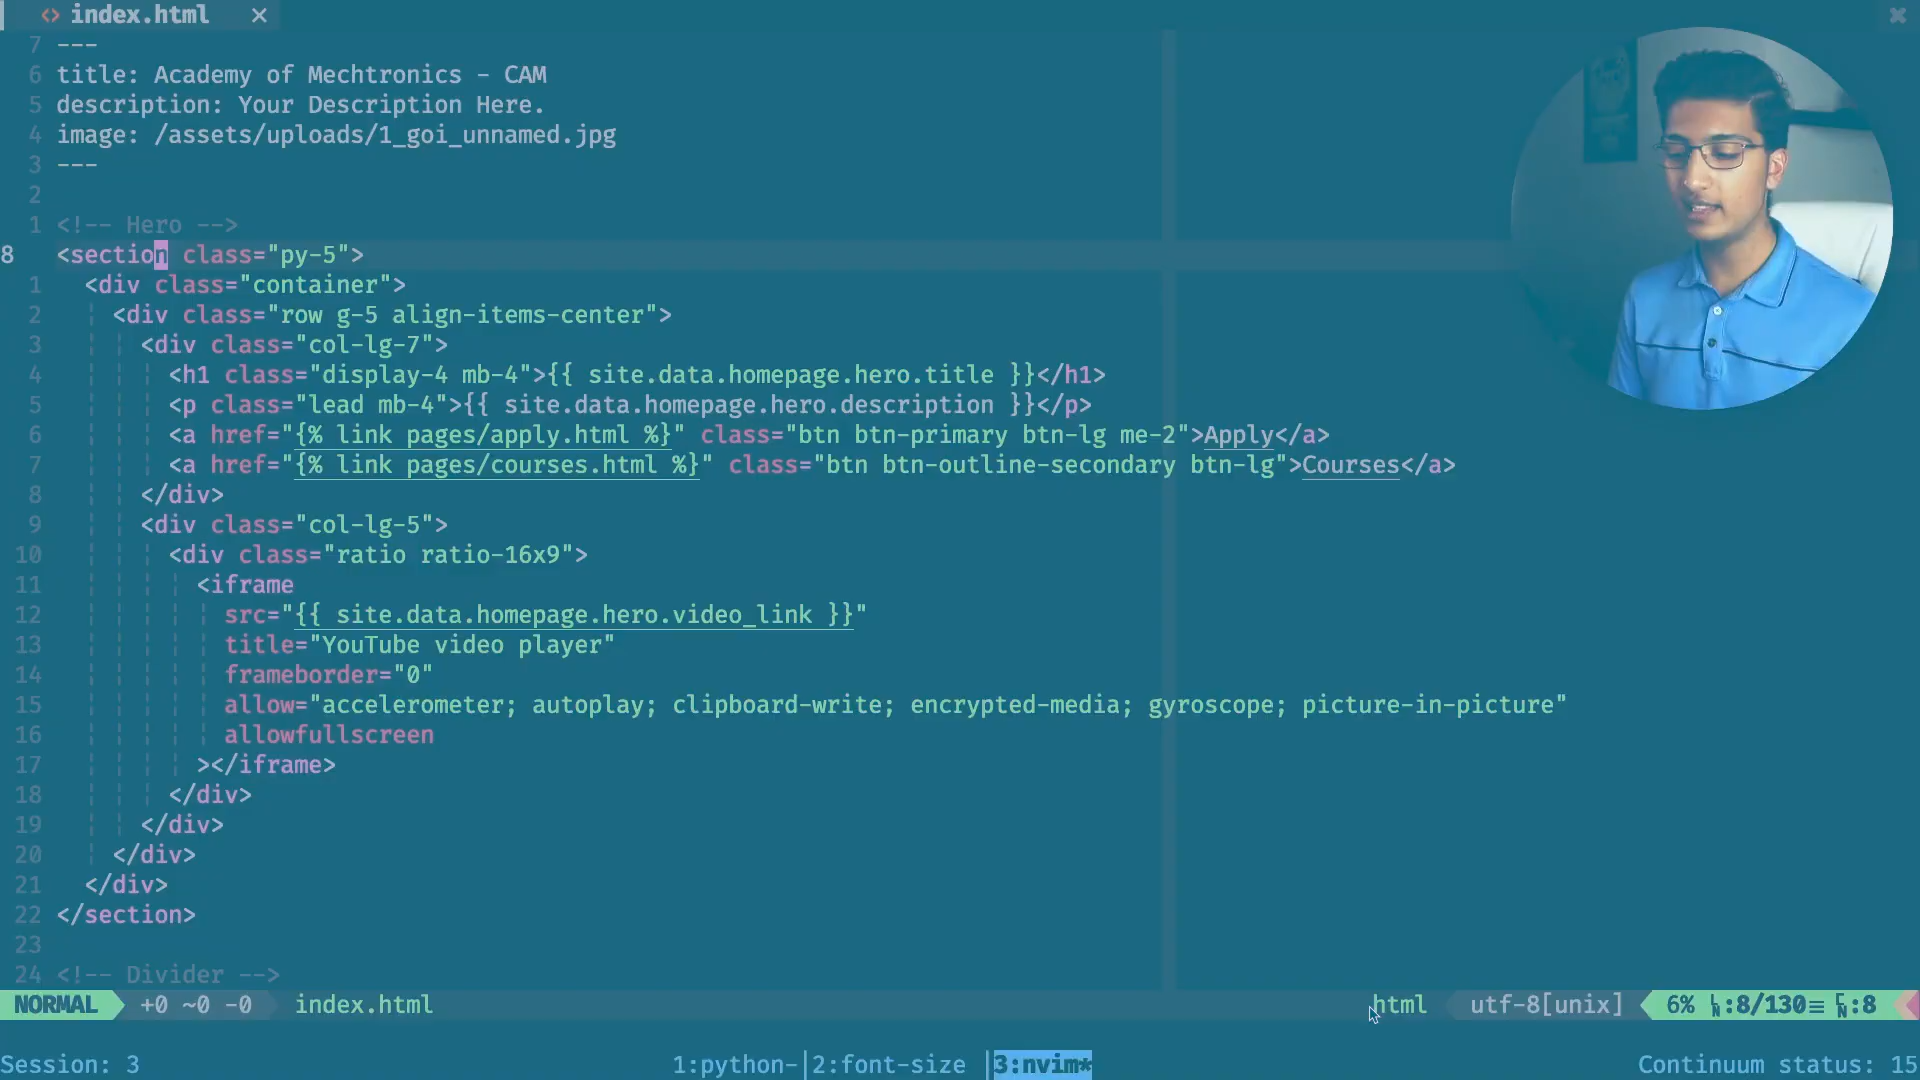 <> index.html ×
7 ---
6 title: Academy of Mechtronics - CAM
5 description: Your Description Here.
4 image: /assets/uploads/1_goi_unnamed.jpg
3 ---
2
1 <!-- Hero -->
8 <section class="py-5">
1 <div class="container">
2 <div class="row g-5 align-items-center">
3 <div class="col-lg-7">
4 <h1 class="display-4 mb-4">{{ site.data.homepage.hero.title }}</h1>
5 <p class="lead mb-4">{{ site.data.homepage.hero.description }}</p>
6 <a href="{% link pages/apply.html %}" class="btn btn-primary btn-lg me-2">Apply</a>
7 <a href="{% link pages/courses.html %}" class="btn btn-outline-secondary btn-lg">Courses</a>
8 </div>
9 <div class="col-lg-5">
10 <div class="ratio ratio-16x9">
11 <iframe
12 src="{{ site.data.homepage.hero.video_link }}"
13 title="YouTube video player"
14 frameborder="0"
15 allow="accelerometer; autoplay; clipboard-write; encrypted-media; gyroscope; picture-in-picture"
16 allowfullscreen
17 ></iframe>
18 </div>
19 </div>
20 </div>
21 </div>
22 </section>
23
24 <!-- Divider -->
NORMAL +0 ~0 -0 index.html html utf-8[unix] 6% LN:8/130≡ CN:8
Session: 3 1:python- 2:font-size 3:nvim* Continuum status: 15